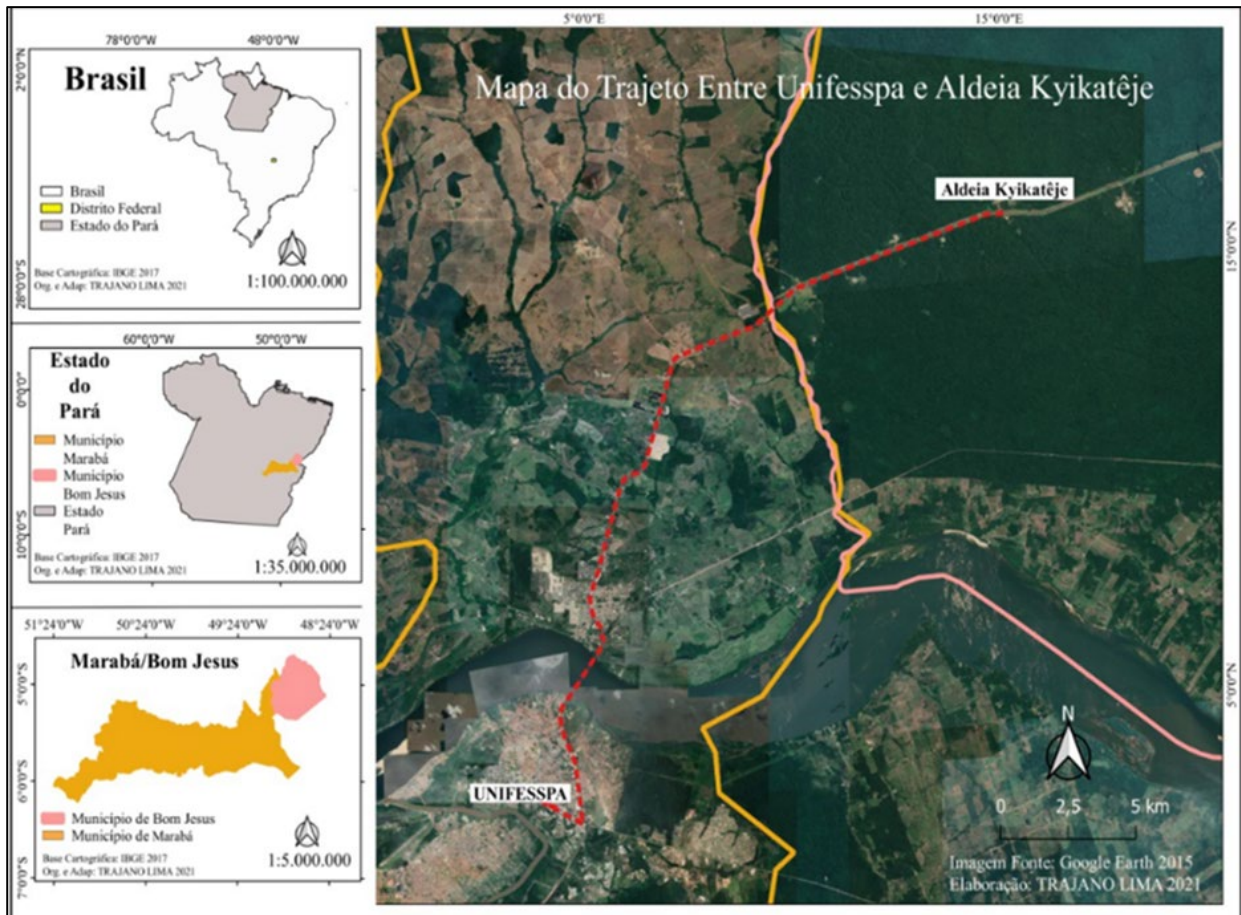 78°0'0"W
48°0'0"W
2°0'0"N
28°0'0"S
Brasil
Brasil
Distrito Federal
Estado do Pará
Base Cartográfica: IBGE 2017
Org. e Adap: TRAJANO LIMA 2021
1:100.000.000
60°0'0"W
50°0'0"W
0°0'0"
10°0'0"S
Estado
do
Pará
Município
Marabá
Município
Bom Jesus
Estado
Pará
Base Cartográfica: IBGE 2017
Org. e Adap: TRAJANO LIMA 2021
1:35.000.000
51°24'0"W
50°24'0"W
49°24'0"W
48°24'0"W
5°0'0"S
6°0'0"S
7°0'0"S
Marabá/Bom Jesus
Município de Bom Jesus
Município de Marabá
Base Cartográfica: IBGE 2017
Org. e Adap: TRAJANO LIMA 2021
1:5.000.000
5°0'0"E
15°0'0"E
Mapa do Trajeto Entre Unifesspa e Aldeia Kyikatêje
Aldeia Kyikatêje
15°0'0"N
5°0'0"N
UNIFESSPA
N
0 2,5 5 km
Imagem Fonte: Google Earth 2015
Elaboração: TRAJANO LIMA 2021